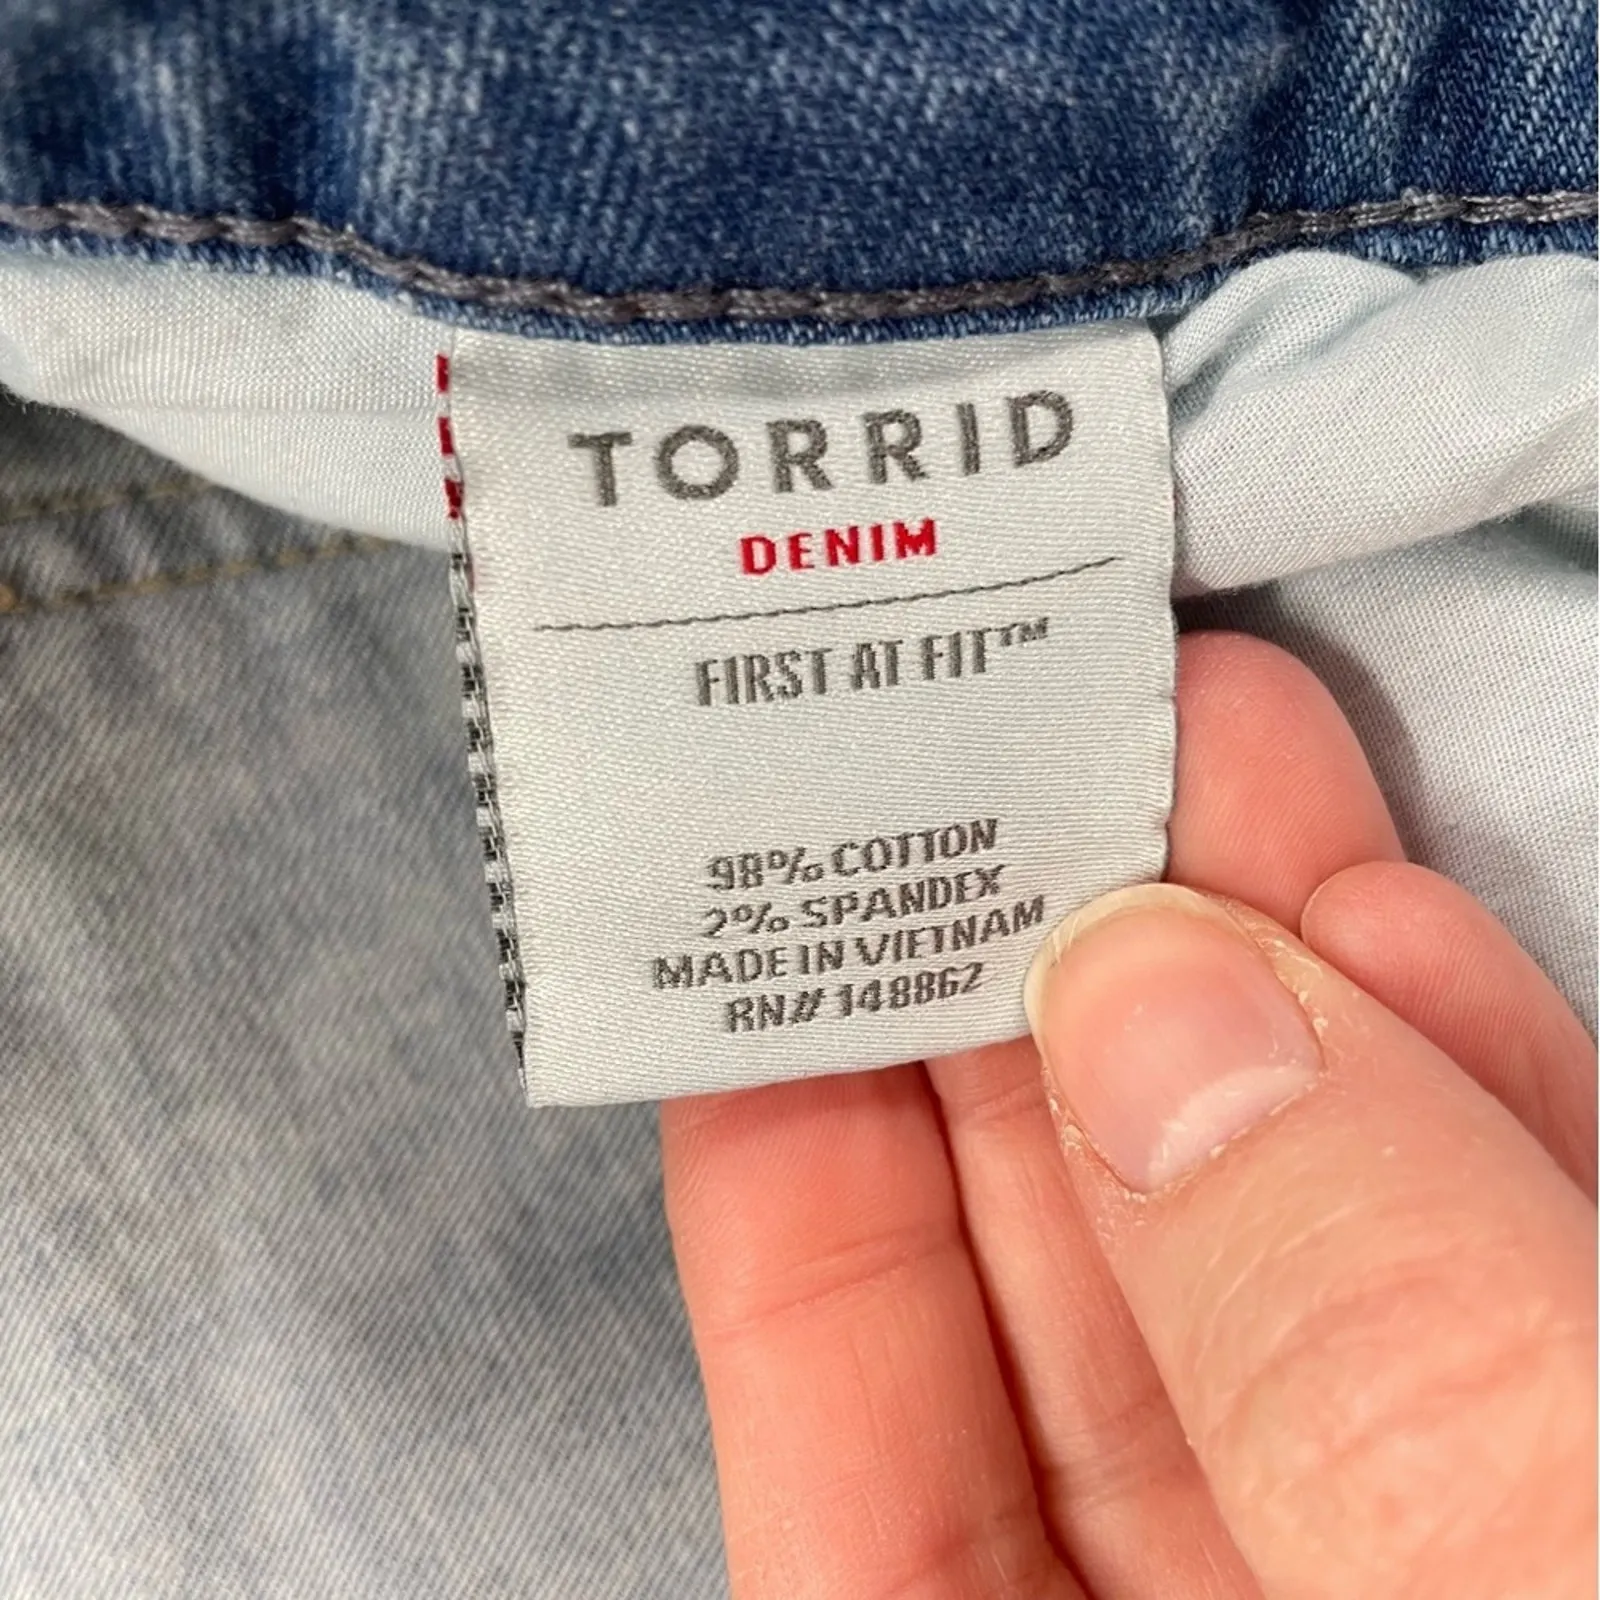 TORRID
DENIM
FIRST AT FIT™
98% COTTON
2% SPANDEX
MADE IN VIETNAM
RN# 148862